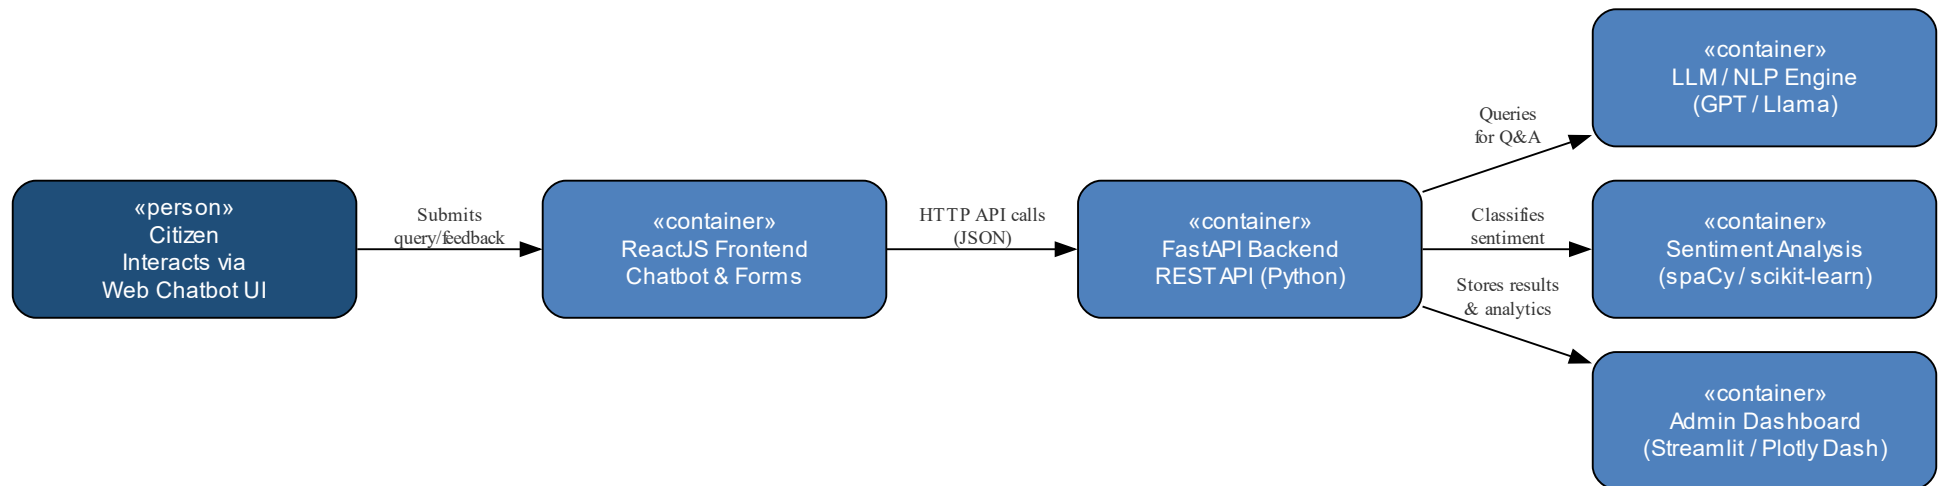 «person»
Citizen
Interacts via
Web Chatbot UI
Submits
query/feedback
«container»
ReactJS Frontend
Chatbot & Forms
HTTP API calls
(JSON)
«container»
FastAPI Backend
REST API (Python)
Queries
for Q&A
«container»
LLM / NLP Engine
(GPT / Llama)
Classifies
sentiment
«container»
Sentiment Analysis
(spaCy / scikit-learn)
Stores results
& analytics
«container»
Admin Dashboard
(Streamlit / Plotly Dash)